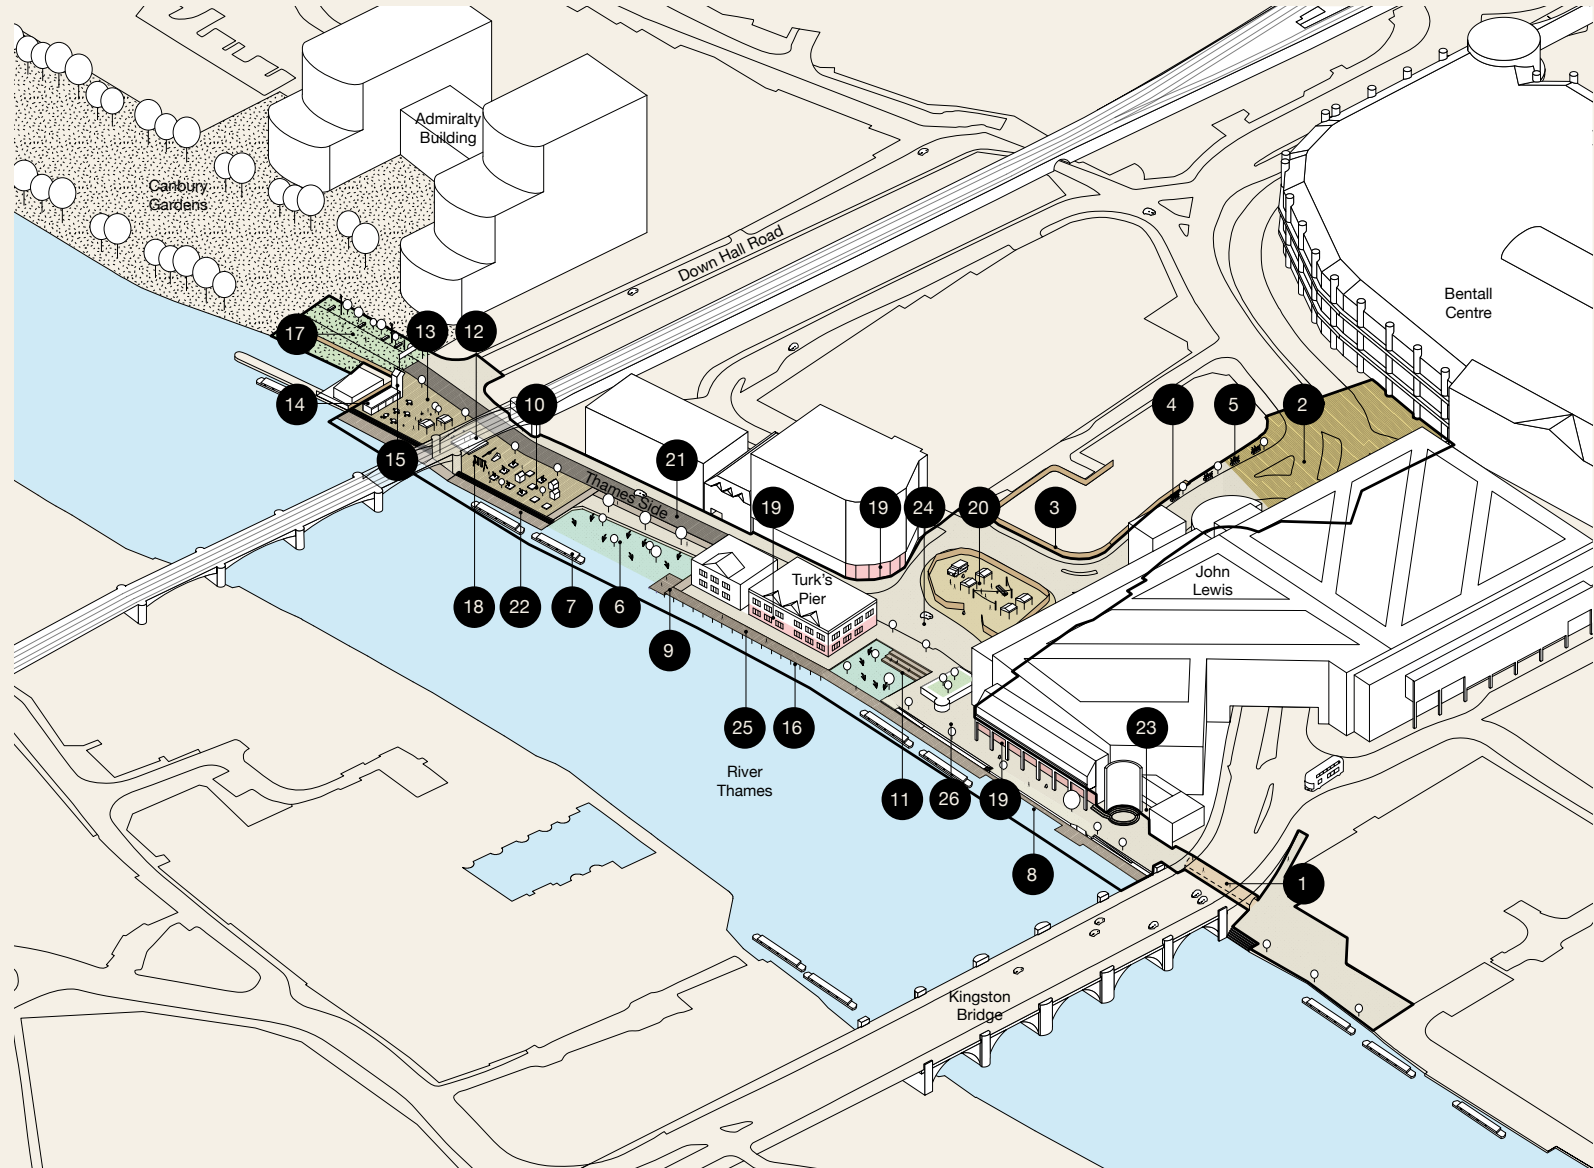 Admiralty
Building
Canbury
Gardens
Down Hall Road
Bentall
Centre
17
13
12
14
10
4
5
2
15
21
Thames Side
19
19
24
20
3
Turk's
Pier
John
Lewis
18
22
7
6
9
25
16
23
River
Thames
11
26
19
8
1
Kingston
Bridge